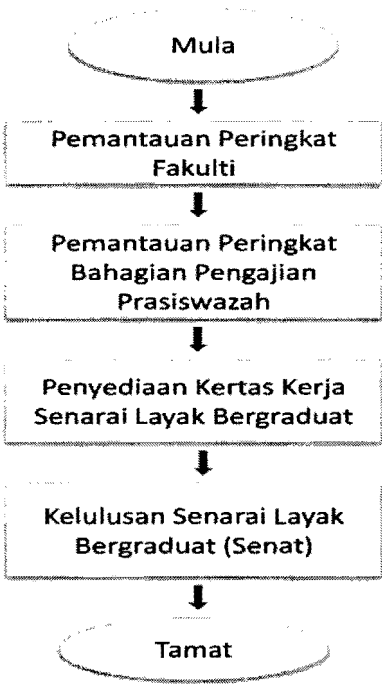 Mula
Pemantauan Peringkat
Fakulti
Pemantauan Peringkat
Bahagian Pengajian
Prasiswazah
Penyediaan Kertas Kerja
Senarai Layak Bergraduat
Kelulusan Senarai Layak
Bergraduat (Senat)
Tamat